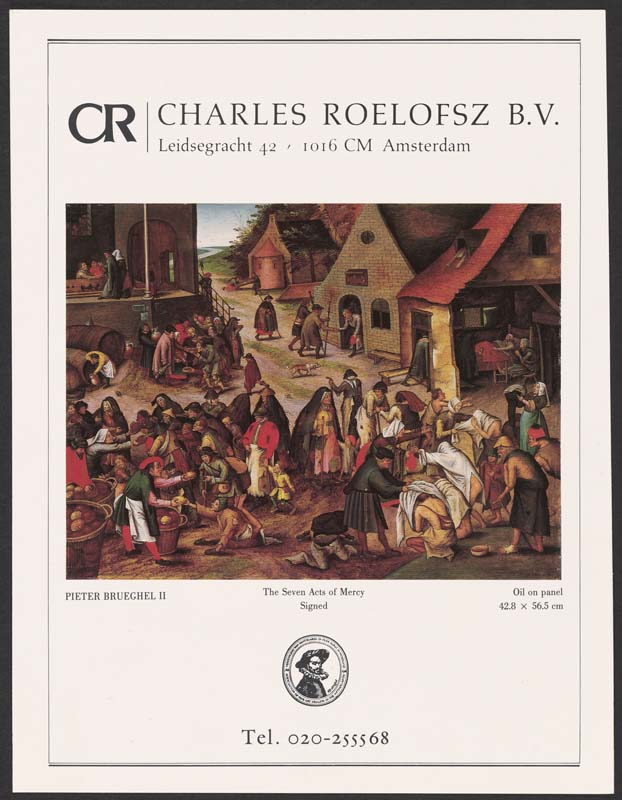 CR
CHARLES ROELOFSZ B.V.
Leidsegracht 42 , 1016 CM Amsterdam
PIETER BRUEGHEL II
The Seven Acts of Mercy
Signed
Oil on panel
42.8 × 56.5 cm
Tel. 020-255568